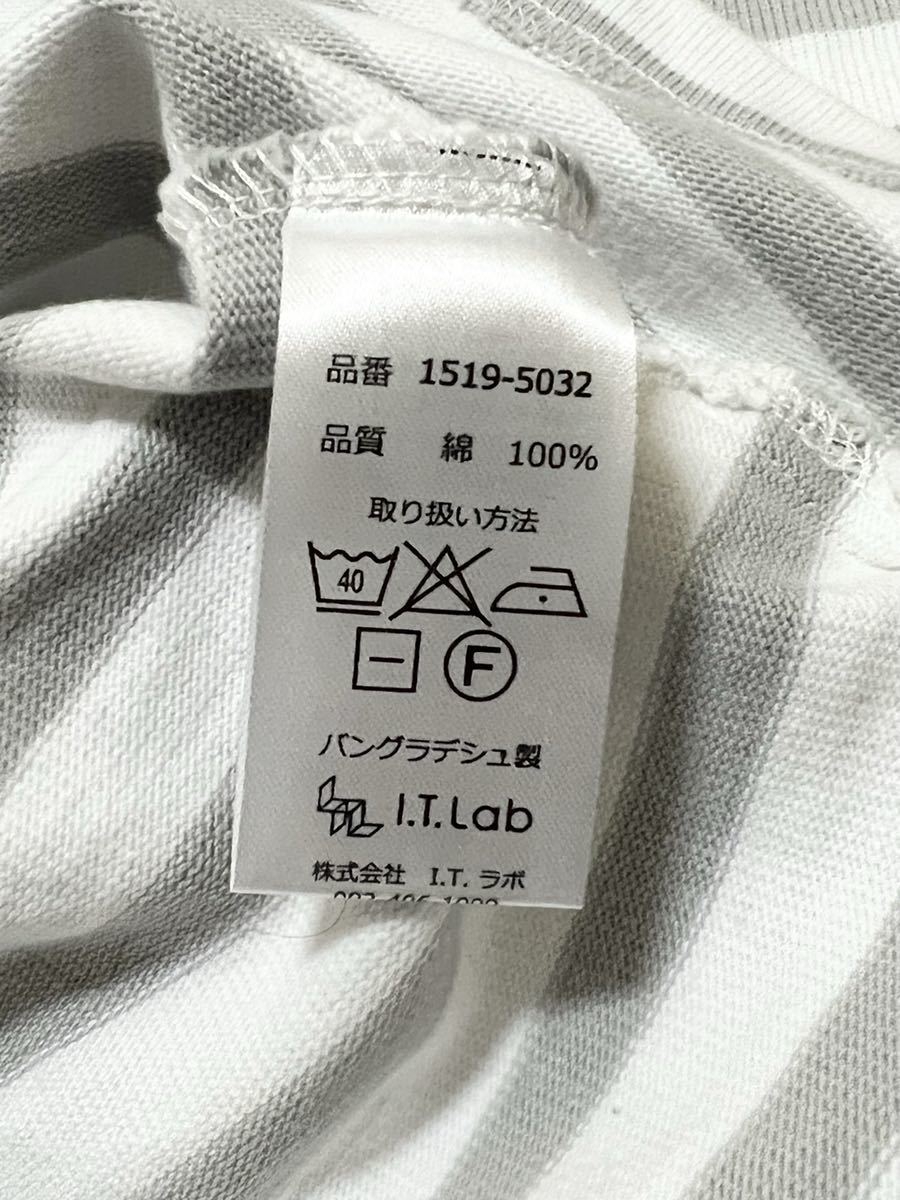 品番 1519-5032
品質 綿 100%
取り扱い方法
40
F
バングラデシュ製
I.T.Lab
株式会社 I.T. ラボ